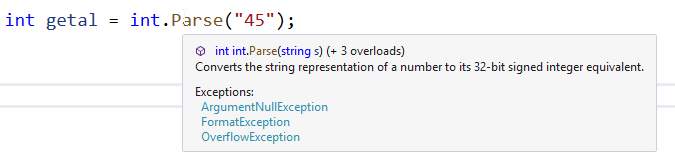 int getal = int.Parse("45");
int int.Parse(string s) (+ 3 overloads)
Converts the string representation of a number to its 32-bit signed integer equivalent.
Exceptions:
ArgumentNullException
FormatException
OverflowException